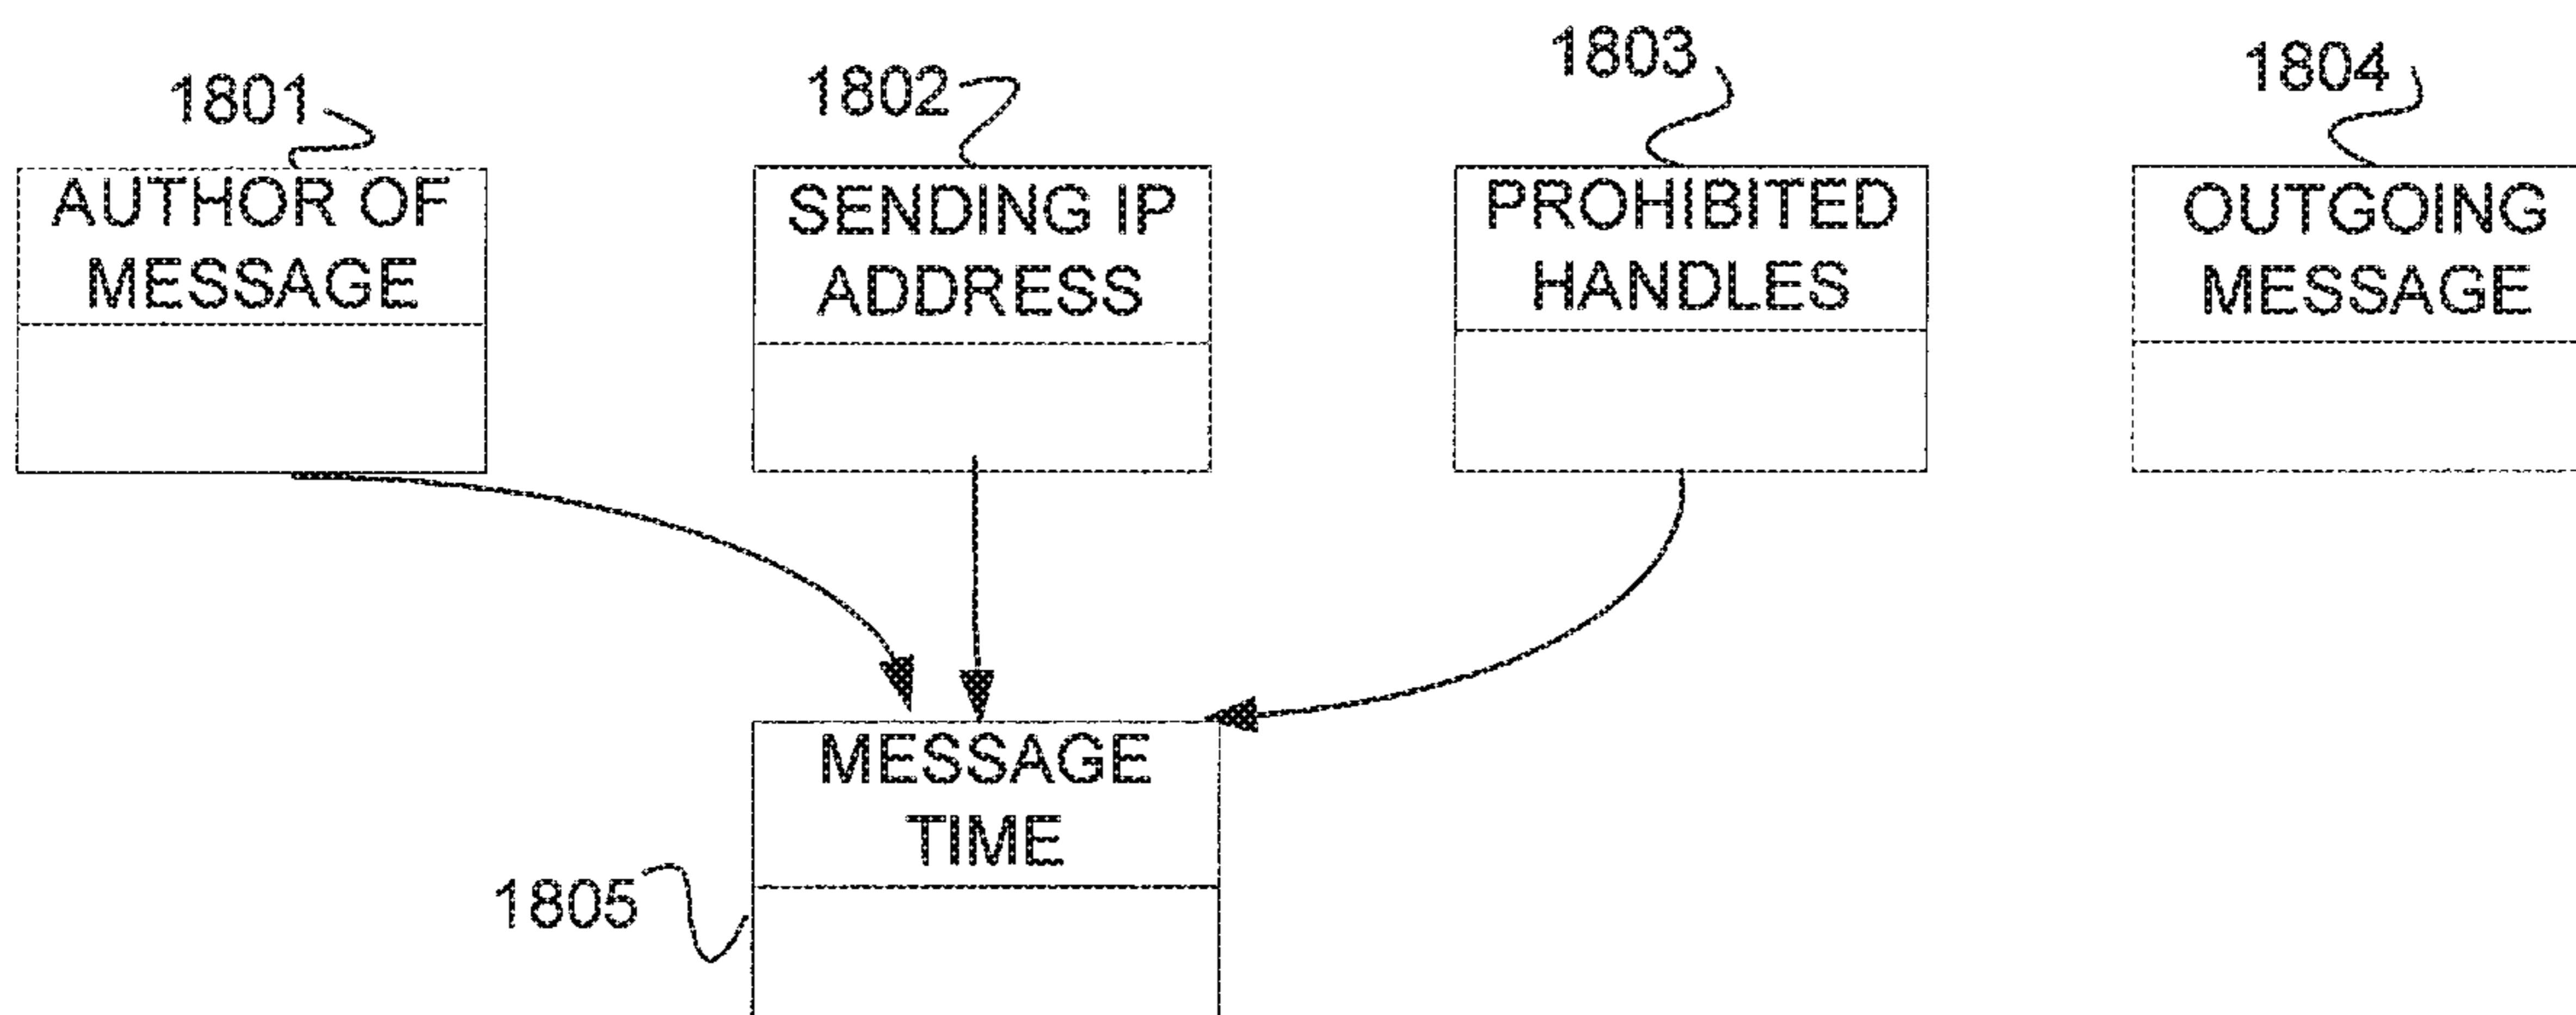 1801
1802
1803
1804
AUTHOR OF
MESSAGE
SENDING IP
ADDRESS
PROHIBITED
HANDLES
OUTGOING
MESSAGE
MESSAGE
TIME
1805